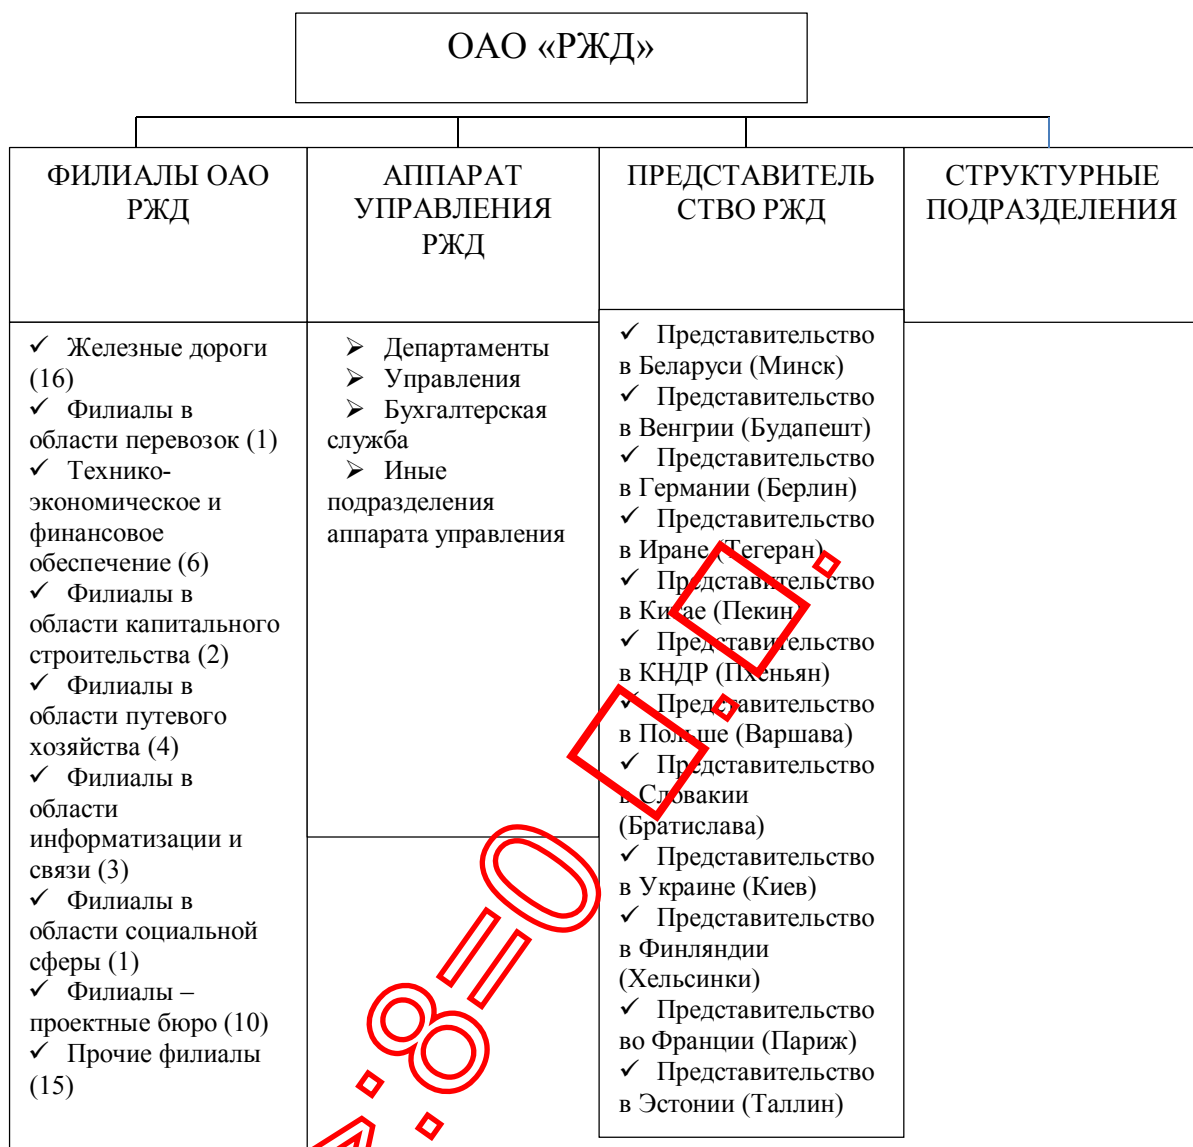 ОАО «РЖД»
ФИЛИАЛЫ ОАО
РЖД
АППАРАТ
УПРАВЛЕНИЯ
РЖД
ПРЕДСТАВИТЕЛЬ
СТВО РЖД
СТРУКТУРНЫЕ
ПОДРАЗДЕЛЕНИЯ
✓ Железные дороги
(16)
✓ Филиалы в
области перевозок (1)
✓ Технико-
экономическое и
финансовое
обеспечение (6)
✓ Филиалы в
области капитального
строительства (2)
✓ Филиалы в
области путевого
хозяйства (4)
✓ Филиалы в
области
информатизации и
связи (3)
✓ Филиалы в
области социальной
сферы (1)
✓ Филиалы –
проектные бюро (10)
✓ Прочие филиалы
(15)
➢ Департаменты
➢ Управления
➢ Бухгалтерская
служба
➢ Иные
подразделения
аппарата управления
✓ Представительство
в Беларуси (Минск)
✓ Представительство
в Венгрии (Будапешт)
✓ Представительство
в Германии (Берлин)
✓ Представительство
в Иране (Тегеран)
✓ Представительство
в Китае (Пекин)
✓ Представительство
в КНДР (Пхеньян)
✓ Представительство
в Польше (Варшава)
✓ Представительство
в Словакии
(Братислава)
✓ Представительство
в Украине (Киев)
✓ Представительство
в Финляндии
(Хельсинки)
✓ Представительство
во Франции (Париж)
✓ Представительство
в Эстонии (Таллин)